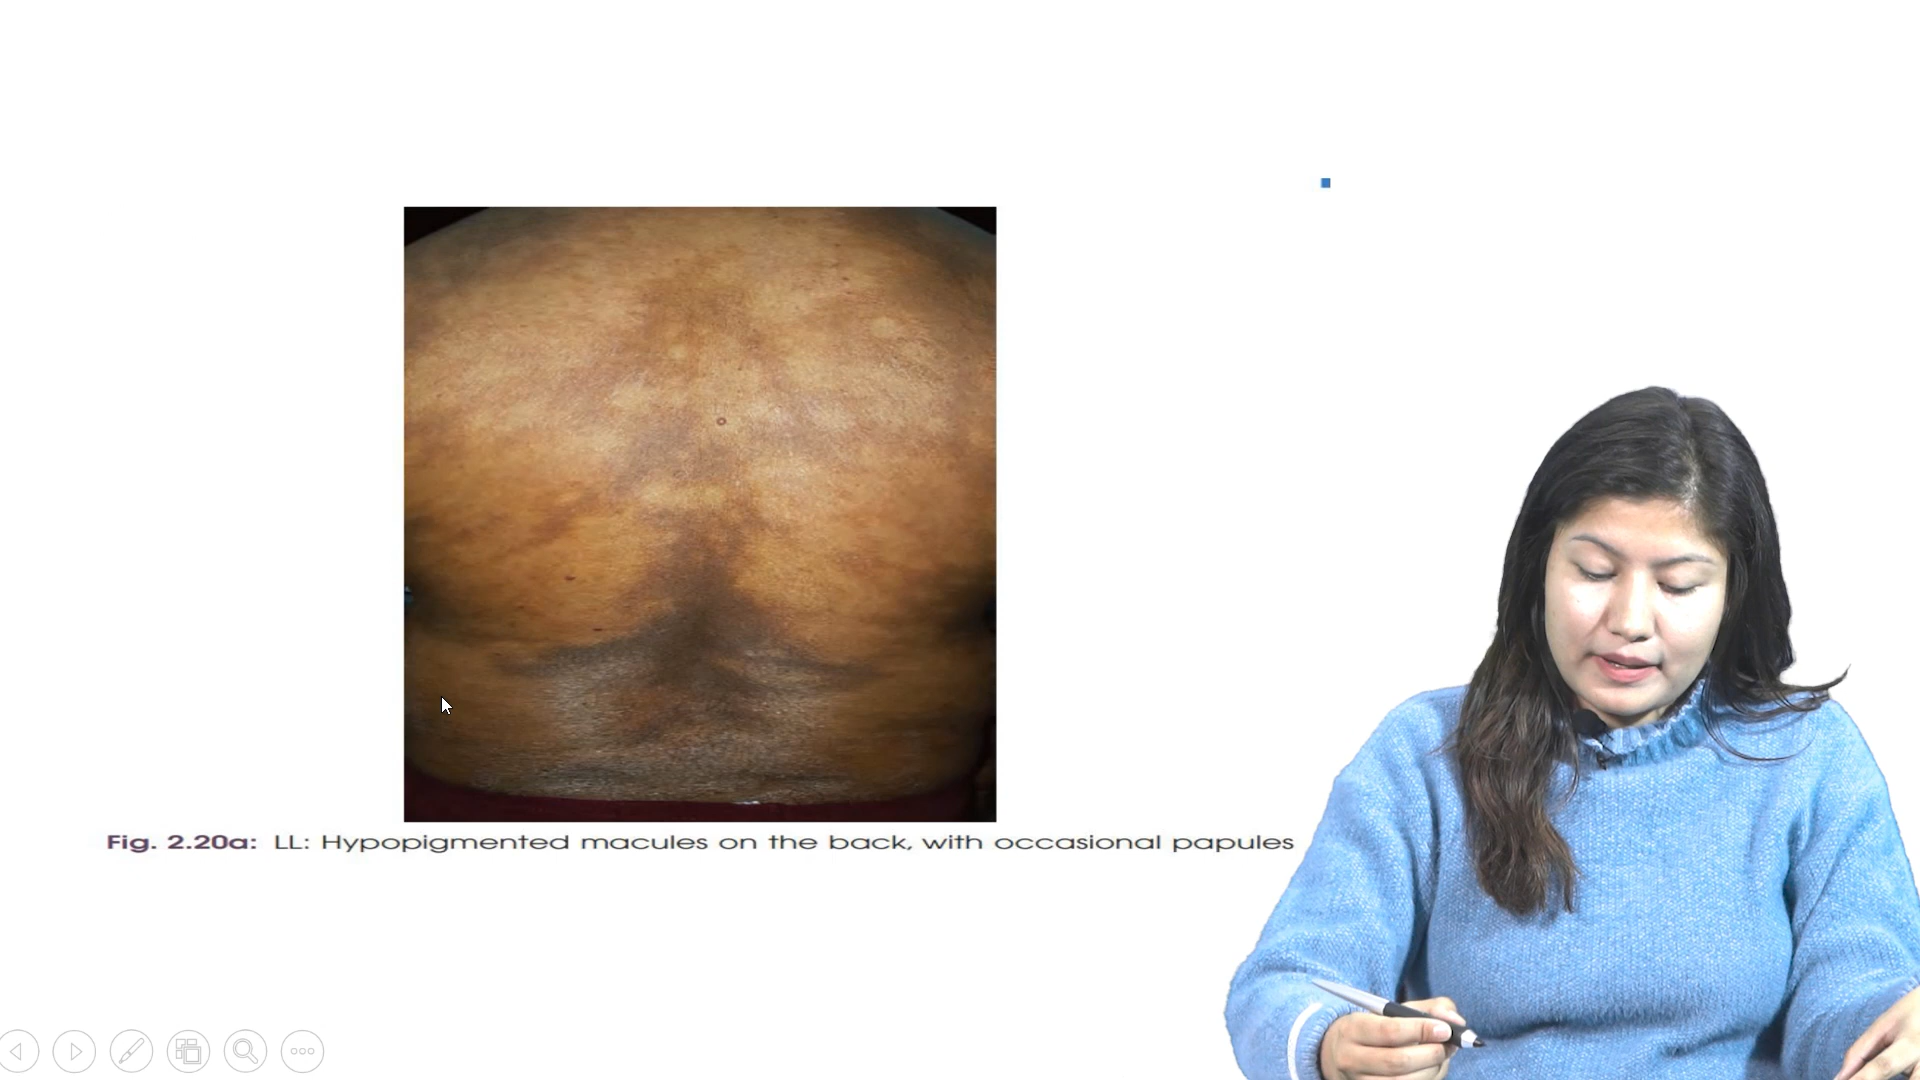 Fig. 2.20a: LL: Hypopigmented macules on the back, with occasional papules